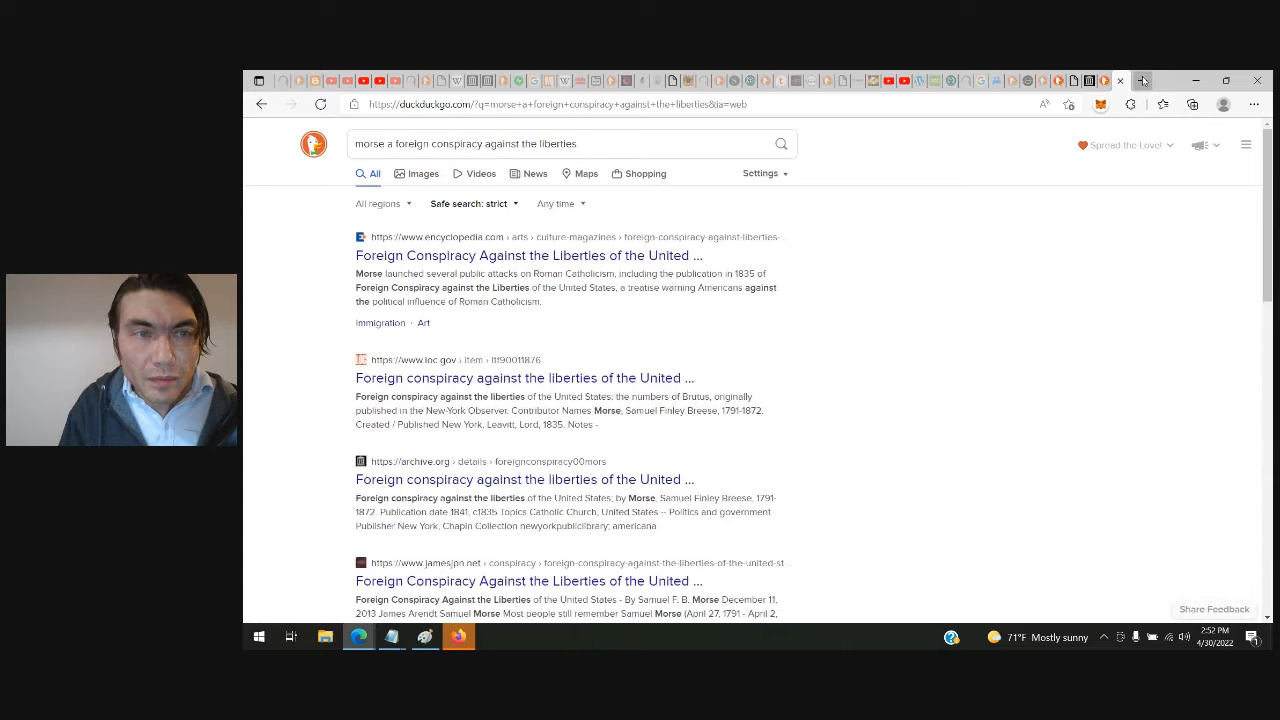 https://duckduckgo.com/?q=morse+a+foreign+conspiracy+against+the+liberties&ia=web
morse a foreign conspiracy against the liberties
Spread the Love!
All
Images
Videos
News
Maps
Shopping
Settings
All regions
Safe search: strict
Any time
https://www.encyclopedia.com › arts › culture-magazines › foreign-conspiracy-against-liberties-...
Foreign Conspiracy Against the Liberties of the United ...
Morse launched several public attacks on Roman Catholicism, including the publication in 1835 of
Foreign Conspiracy against the Liberties of the United States, a treatise warning Americans against
the political influence of Roman Catholicism.
Immigration · Art
https://www.loc.gov › item › ltf90011876
Foreign conspiracy against the liberties of the United ...
Foreign conspiracy against the liberties of the United States: the numbers of Brutus, originally
published in the New-York Observer. Contributor Names Morse, Samuel Finley Breese, 1791-1872.
Created / Published New York, Leavitt, Lord, 1835. Notes -
https://archive.org › details › foreignconspiracy00mors
Foreign conspiracy against the liberties of the United ...
Foreign conspiracy against the liberties of the United States; by Morse, Samuel Finley Breese, 1791-
1872. Publication date 1841, c1835 Topics Catholic Church, United States -- Politics and government
Publisher New York, Chapin Collection newyorkpubliclibrary; americana
https://www.jamesjpn.net › conspiracy › foreign-conspiracy-against-the-liberties-of-the-united-st...
Foreign Conspiracy Against the Liberties of the United ...
Foreign Conspiracy Against the Liberties of the United States - By Samuel F. B. Morse December 11,
2013 James Arendt Samuel Morse Most people still remember Samuel Morse (April 27, 1791 - April 2,
Share Feedback
71°F Mostly sunny
2:52 PM
4/30/2022